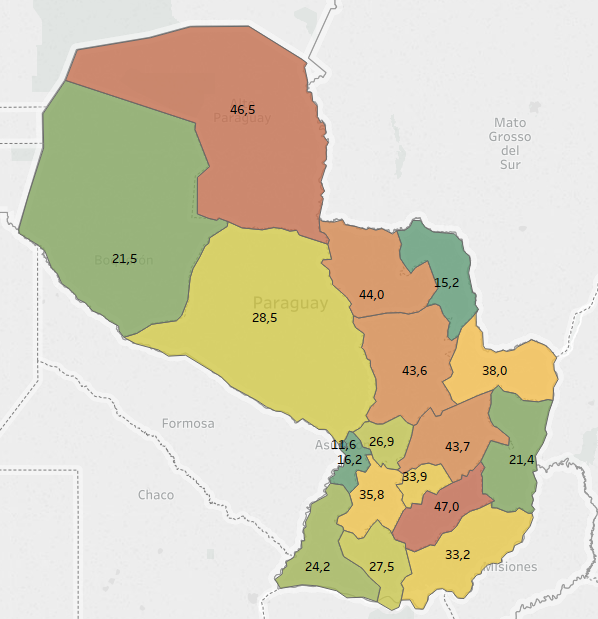 46,5
Alto
Paraguay
Mato
Grosso
do
Sul
21,5
Boquerón
15,2
44,0
Paraguay
28,5
43,6
38,0
Formosa
11,6
26,9
43,7
16,2
21,4
33,9
Chaco
35,8
47,0
33,2
24,2
27,5
Misiones